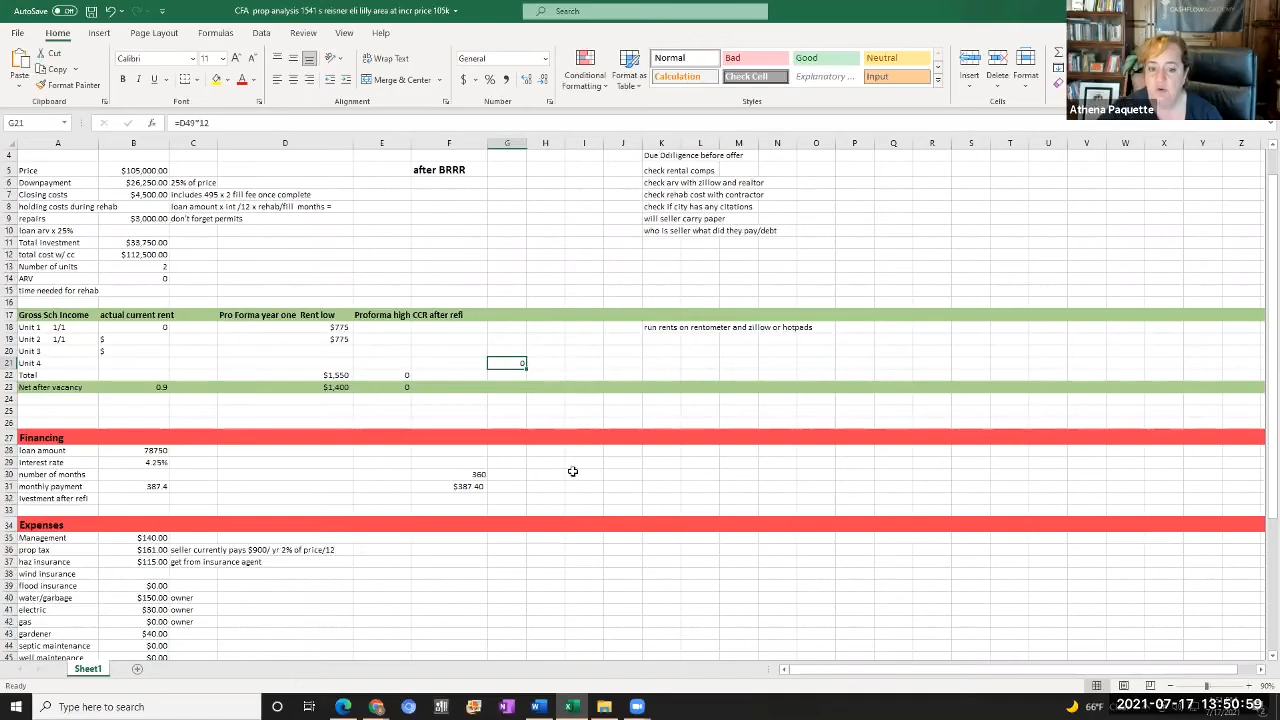 AutoSave Off CFA prop analysis 1541 s reisner eli lilly area at incr price 105k Search
CASHFLOW ACADEMY
File Home Insert Page Layout Formulas Data Review View Help
Paste Cut Copy Format Painter Clipboard
Calibri 11 Font
Wrap Text Merge & Center Alignment
General Number
Conditional Formatting Format as Table
Normal Bad Good Neutral
Calculation Check Cell Explanatory ... Input
Styles
Insert Delete Format Cells
Athena Paquette
G21 =D49*12
A B C D E F G H I J K L M N O P Q R S T U V W X Y Z
4 Due Ddiligence before offer
5 Price $105,000.00 after BRRR check rental comps
6 Downpayment $26,250.00 25% of price check arv with zillow and realtor
7 Closing costs $4,500.00 includes 495 x 2 fill fee once complete check rehab cost with contractor
8 holding costs during rehab loan amount x int /12 x rehab/fill months = check if city has any citations
9 repairs $3,000.00 don't forget permits will seller carry paper
10 loan arv x 25% who is seller what did they pay/debt
11 Total investment $33,750.00
12 total cost w/ cc $112,500.00
13 Number of units 2
14 ARV 0
15 time needed for rehab
16
17 Gross Sch Income actual current rent Pro Forma year one Rent low Proforma high CCR after refi
18 Unit 1 1/1 0 $775 run rents on rentometer and zillow or hotpads
19 Unit 2 1/1 $ $775
20 Unit 3 $
21 Unit 4 0
22 Total $1,550 0
23 Net after vacancy 0.9 $1,400 0
24
25
26
27 Financing
28 loan amount 78750
29 Interest rate 4.25%
30 number of months 360
31 monthly payment 387.4 $387.40
32 Ivestment after refi
33
34 Expenses
35 Management $140.00
36 prop tax $161.00 seller currently pays $900/ yr 2% of price/12
37 haz insurance $115.00 get from insurance agent
38 wind insurance
39 flood insurance $0.00
40 water/garbage $150.00 owner
41 electric $30.00 owner
42 gas $0.00 owner
43 gardener $40.00
44 septic maintenance $0.00
45 well maintenance $0.00
Sheet1
Ready 90%
Type here to search 66°F 2021-07-17 13:50:59